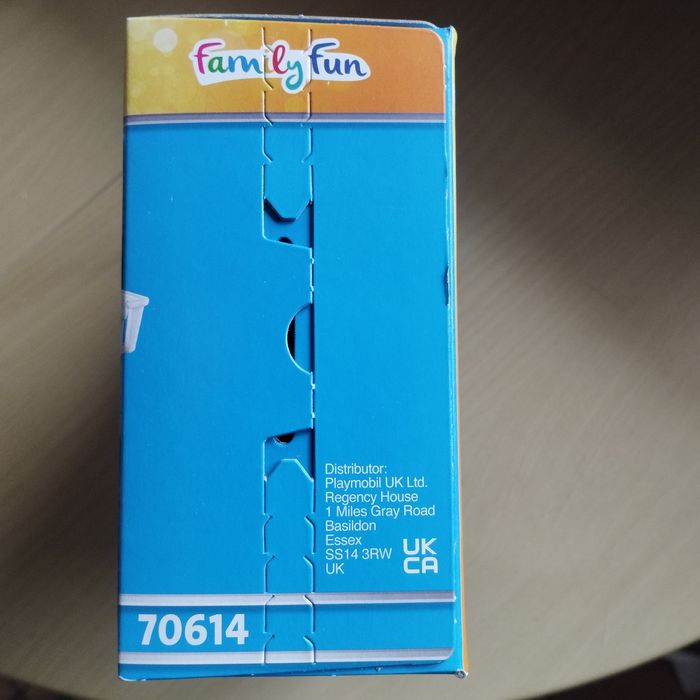 family fun
Distributor:
Playmobil UK Ltd.
Regency House
1 Miles Gray Road
Basildon
Essex
SS14 3RW
UK
UK
CA
70614